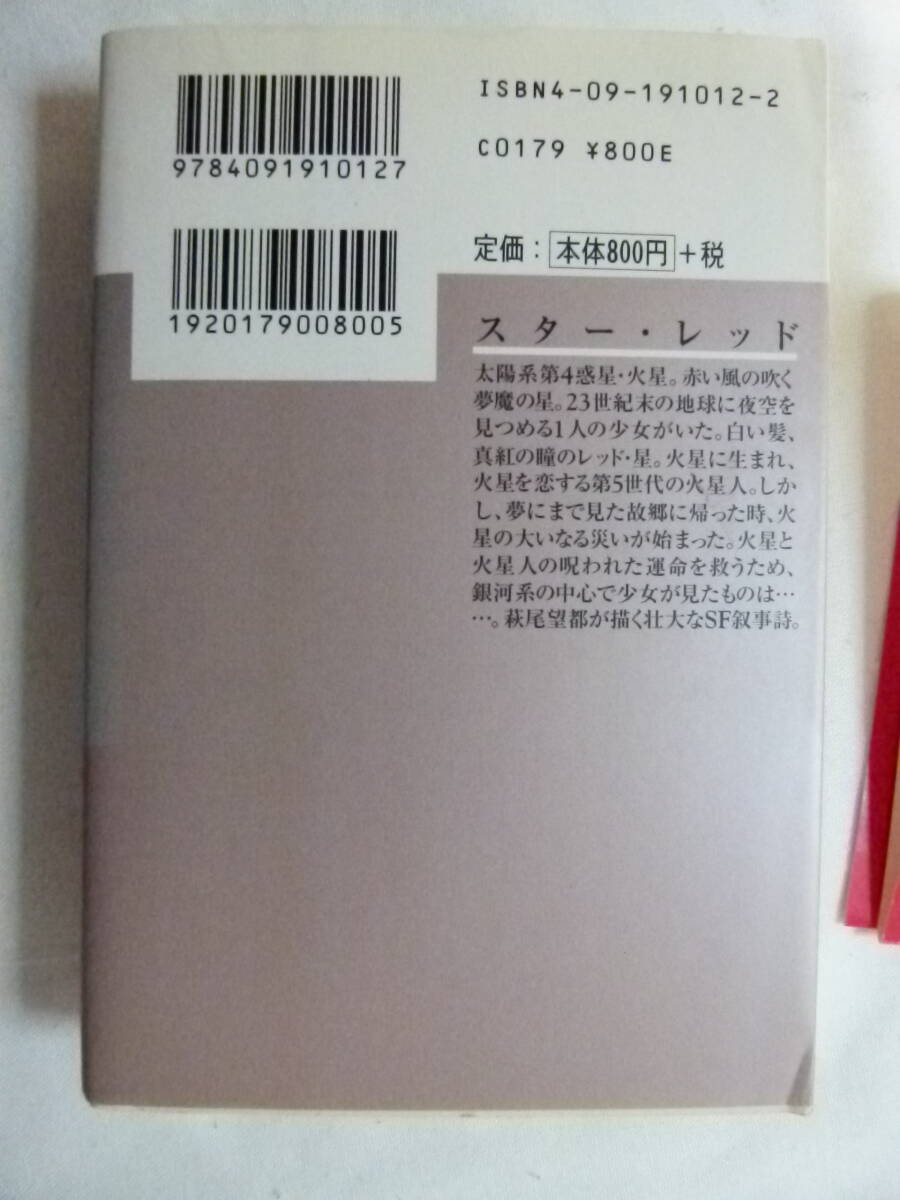 9784091910127
ISBN4-09-191012-2
C0179 ¥800E
1920179008005
定価：本体800円+税
スター・レッド
太陽系第4惑星・火星。赤い風の吹く
夢魔の星。23世紀末の地球に夜空を
見つめる1人の少女がいた。白い髪、
真紅の瞳のレッド・星。火星に生まれ、
火星を恋する第5世代の火星人。しか
し、夢にまで見た故郷に帰った時、火
星の大いなる災いが始まった。火星と
火星人の呪われた運命を救うため、
銀河系の中心で少女が見たものは…
…。萩尾望都が描く壮大なSF叙事詩。